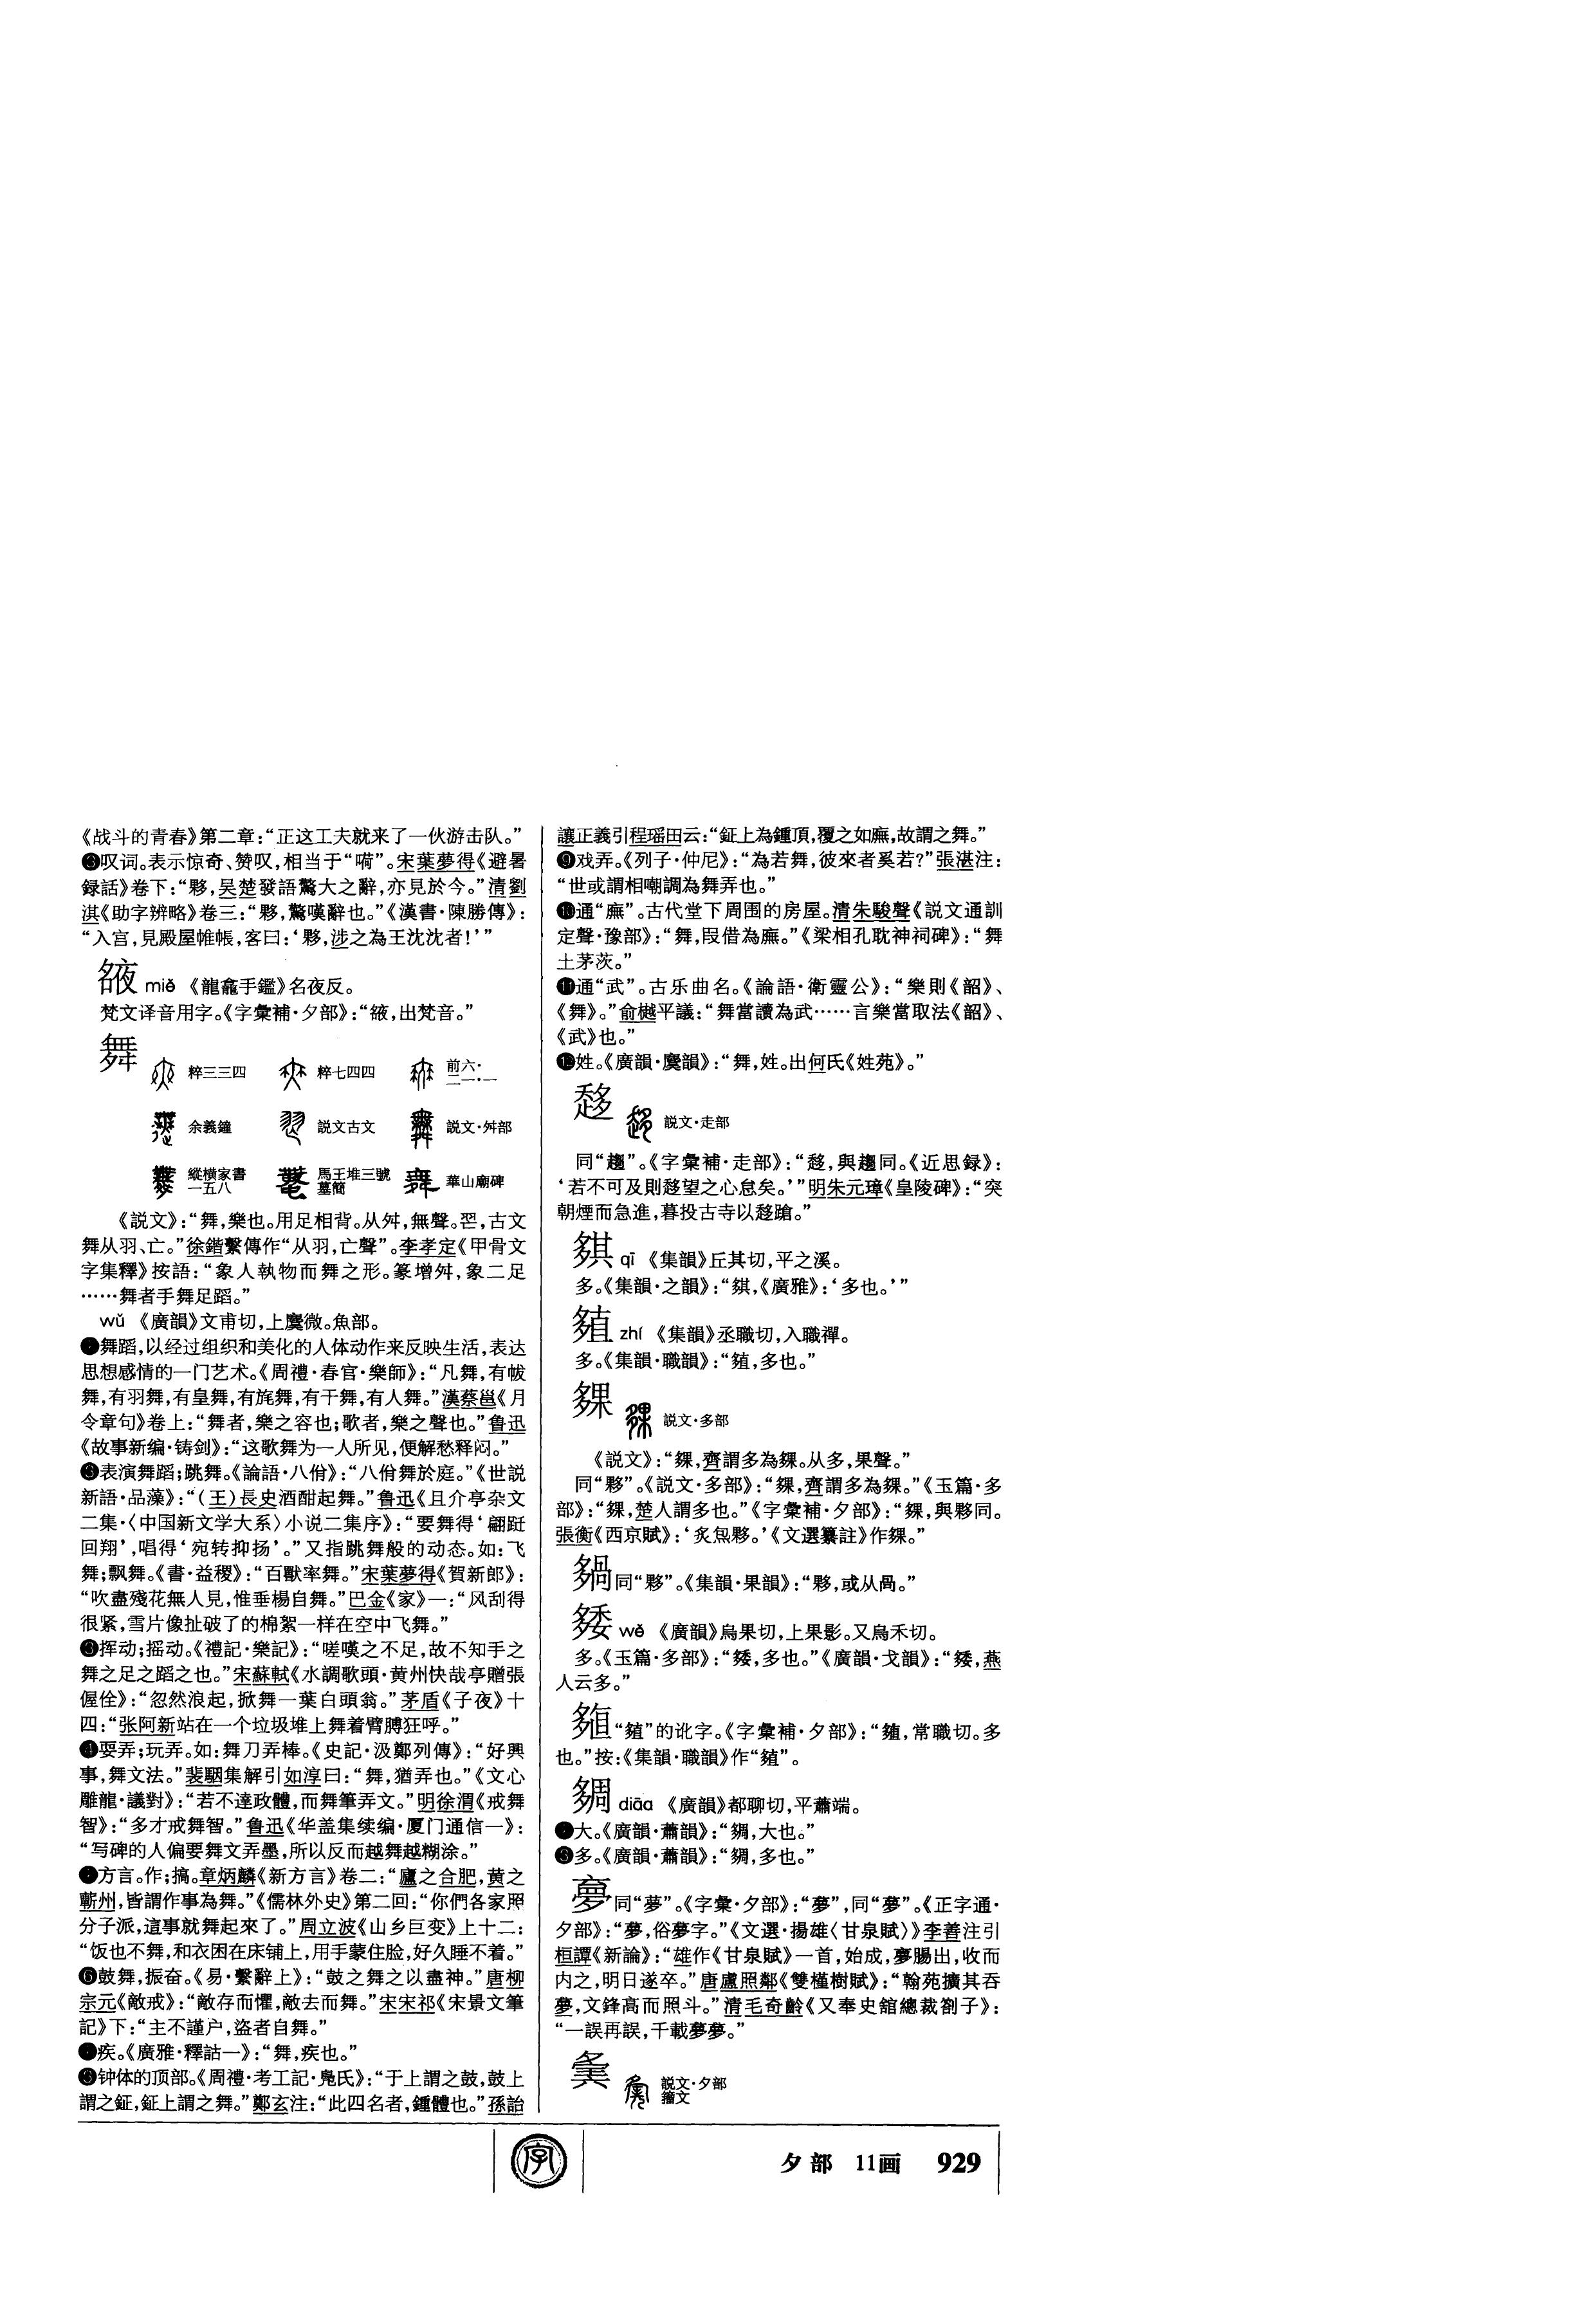 《战斗的青春》第二章：“正这工夫就来了一伙游击队。”
❸叹词。表示惊奇、赞叹，相当于“嗬”。宋葉夢得《避暑
録話》卷下：“夥，吴楚發語驚大之辭，亦見於今。”清劉
淇《助字辨略》卷三：“夥，驚嘆辭也。”《漢書·陳勝傳》：
“入宫，見殿屋帷帳，客曰：‘夥，涉之為王沈沈者！’”
miě 《龍龕手鑑》名夜反。
梵文译音用字。《字彙補·夕部》：“，出梵音。”
舞
粹三三四 粹七四四 前六·二一·一
余義鐘 説文古文 説文·舛部
縱横家書一五八 馬王堆三號墓簡 華山廟碑
《説文》：“舞，樂也。用足相背。从舛，無聲。𦏶，古文
舞从羽、亡。”徐鍇繫傳作“从羽，亡聲”。李孝定《甲骨文
字集釋》按語：“象人執物而舞之形。篆增舛，象二足
……舞者手舞足蹈。”
wǔ 《廣韻》文甫切，上麌微。魚部。
舞蹈，以经过组织和美化的人体动作来反映生活，表达
思想感情的一门艺术。《周禮·春官·樂師》：“凡舞，有帗
舞，有羽舞，有皇舞，有旄舞，有干舞，有人舞。”漢蔡邕《月
令章句》卷上：“舞者，樂之容也；歌者，樂之聲也。”鲁迅
《故事新编·铸剑》：“这歌舞为一人所见，便解愁释闷。”
❸表演舞蹈；跳舞。《論語·八佾》：“八佾舞於庭。”《世説
新語·品藻》：“（王）長史酒酣起舞。”鲁迅《且介亭杂文
二集·〈中国新文学大系〉小说二集序》：“要舞得‘翩跹
回翔’，唱得‘宛转抑扬’。”又指跳舞般的动态。如：飞
舞；飘舞。《書·益稷》：“百獸率舞。”宋葉夢得《賀新郎》：
“吹盡殘花無人見，惟垂楊自舞。”巴金《家》一：“风刮得
很紧，雪片像扯破了的棉絮一样在空中飞舞。”
❸挥动；摇动。《禮記·樂記》：“嗟嘆之不足，故不知手之
舞之足之蹈之也。”宋蘇軾《水調歌頭·黄州快哉亭贈張
偓佺》：“忽然浪起，掀舞一葉白頭翁。”茅盾《子夜》十
四：“张阿新站在一个垃圾堆上舞着臂膊狂呼。”
❹耍弄；玩弄。如：舞刀弄棒。《史記·汲鄭列傳》：“好興
事，舞文法。”裴駰集解引如淳曰：“舞，猶弄也。”《文心
雕龍·議對》：“若不達政體，而舞筆弄文。”明徐渭《戒舞
智》：“多才戒舞智。”鲁迅《华盖集续编·厦门通信一》：
“写碑的人偏要舞文弄墨，所以反而越舞越糊涂。”
方言。作；搞。章炳麟《新方言》卷二：“廬之合肥，黄之
蘄州，皆謂作事為舞。”《儒林外史》第二回：“你們各家照
分子派，這事就舞起來了。”周立波《山乡巨变》上十二：
“饭也不舞，和衣困在床铺上，用手蒙住脸，好久睡不着。”
❻鼓舞，振奋。《易·繫辭上》：“鼓之舞之以盡神。”唐柳
宗元《敵戒》：“敵存而懼，敵去而舞。”宋宋祁《宋景文筆
記》下：“主不謹户，盗者自舞。”
疾。《廣雅·釋詁一》：“舞，疾也。”
❸钟体的顶部。《周禮·考工記·鳧氏》：“于上謂之鼓，鼓上
謂之鉦，鉦上謂之舞。”鄭玄注：“此四名者，鍾體也。”孫詒
讓正義引程瑶田云：“鉦上為鍾頂，覆之如廡，故謂之舞。”
❾戏弄。《列子·仲尼》：“為若舞，彼來者奚若？”張湛注：
“世或謂相嘲調為舞弄也。”
❿通“廡”。古代堂下周围的房屋。清朱駿聲《説文通訓
定聲·豫部》：“舞，叚借為廡。”《梁相孔耽神祠碑》：“舞
土茅茨。”
⓫通“武”。古乐曲名。《論語·衛靈公》：“樂則《韶》、
《舞》。”俞樾平議：“舞當讀為武……言樂當取法《韶》、
《武》也。”
⓬姓。《廣韻·麌韻》：“舞，姓。出何氏《姓苑》。”
説文·走部
同“趨”。《字彙補·走部》：“，與趨同。《近思録》：
‘若不可及則趍望之心怠矣。’”明朱元璋《皇陵碑》：“突
朝煙而急進，暮投古寺以趍蹌。”
qī 《集韻》丘其切，平之溪。
多。《集韻·之韻》：“，《廣雅》：‘多也。’”
zhí 《集韻》丞職切，入職禪。
多。《集韻·職韻》：“，多也。”
夥
説文·多部
《説文》：“，齊謂多為。从多，果聲。”
同“夥”。《説文·多部》：“，齊謂多為。”《玉篇·多
部》：“，楚人謂多也。”《字彙補·夕部》：“，與夥同。
張衡《西京賦》：‘炙炰夥。’《文選纂註》作。”
同“夥”。《集韻·果韻》：“夥，或从咼。”
wě 《廣韻》烏果切，上果影。又烏禾切。
多。《玉篇·多部》：“，多也。”《廣韻·戈韻》：“，燕
人云多。”
“”的讹字。《字彙補·夕部》：“，常職切。多
也。”按：《集韻·職韻》作“”。
diāa 《廣韻》都聊切，平蕭端。
大。《廣韻·蕭韻》：“，大也。”
❸多。《廣韻·蕭韻》：“，多也。”
同“夢”。《字彙·夕部》：“”，同“夢”。《正字通·
夕部》：“，俗夢字。”《文選·揚雄〈甘泉賦〉》李善注引
桓譚《新論》：“雄作《甘泉賦》一首，始成，夢腸出，收而
内之，明日遂卒。”唐盧照鄰《雙槿樹賦》：“翰苑擴其吞
夢，文鋒高而照斗。”清毛奇齡《又奉史館總裁劄子》：
“一誤再誤，千載夢夢。”
説文·夕部籀文
字
夕部 11画 929